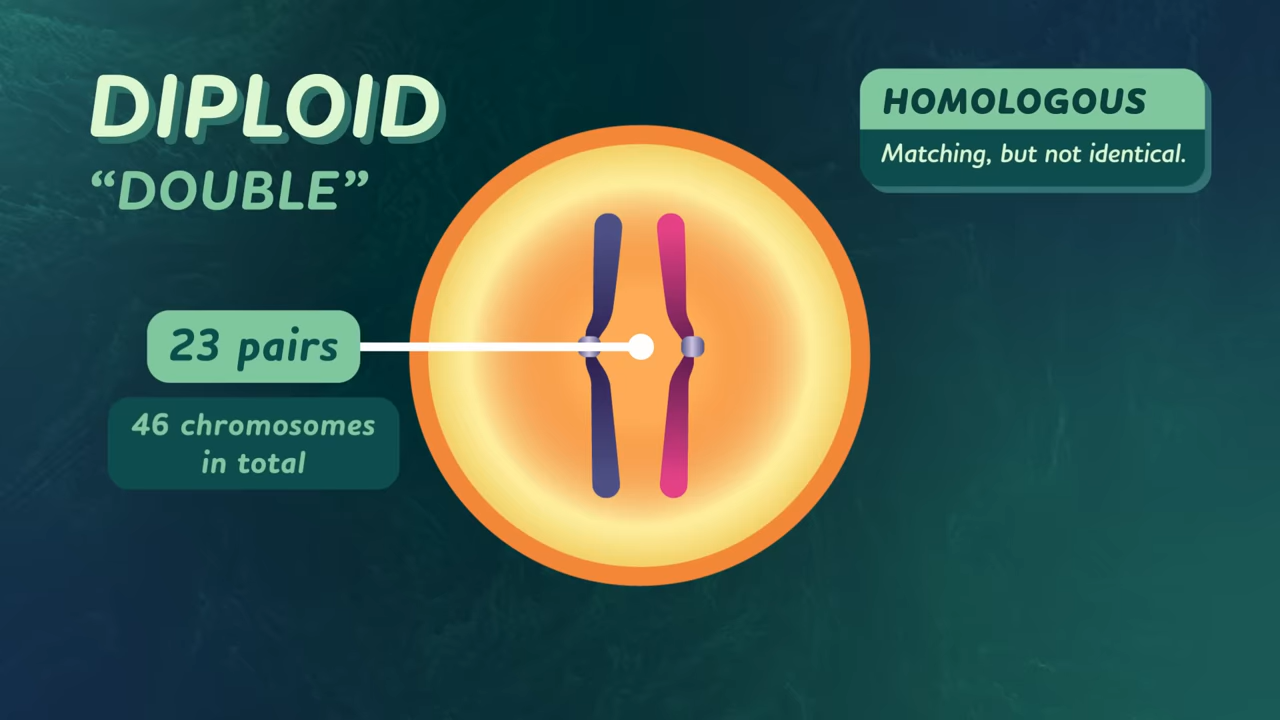 DIPLOID
“DOUBLE”
23 pairs
46 chromosomes
in total
HOMOLOGOUS
Matching, but not identical.